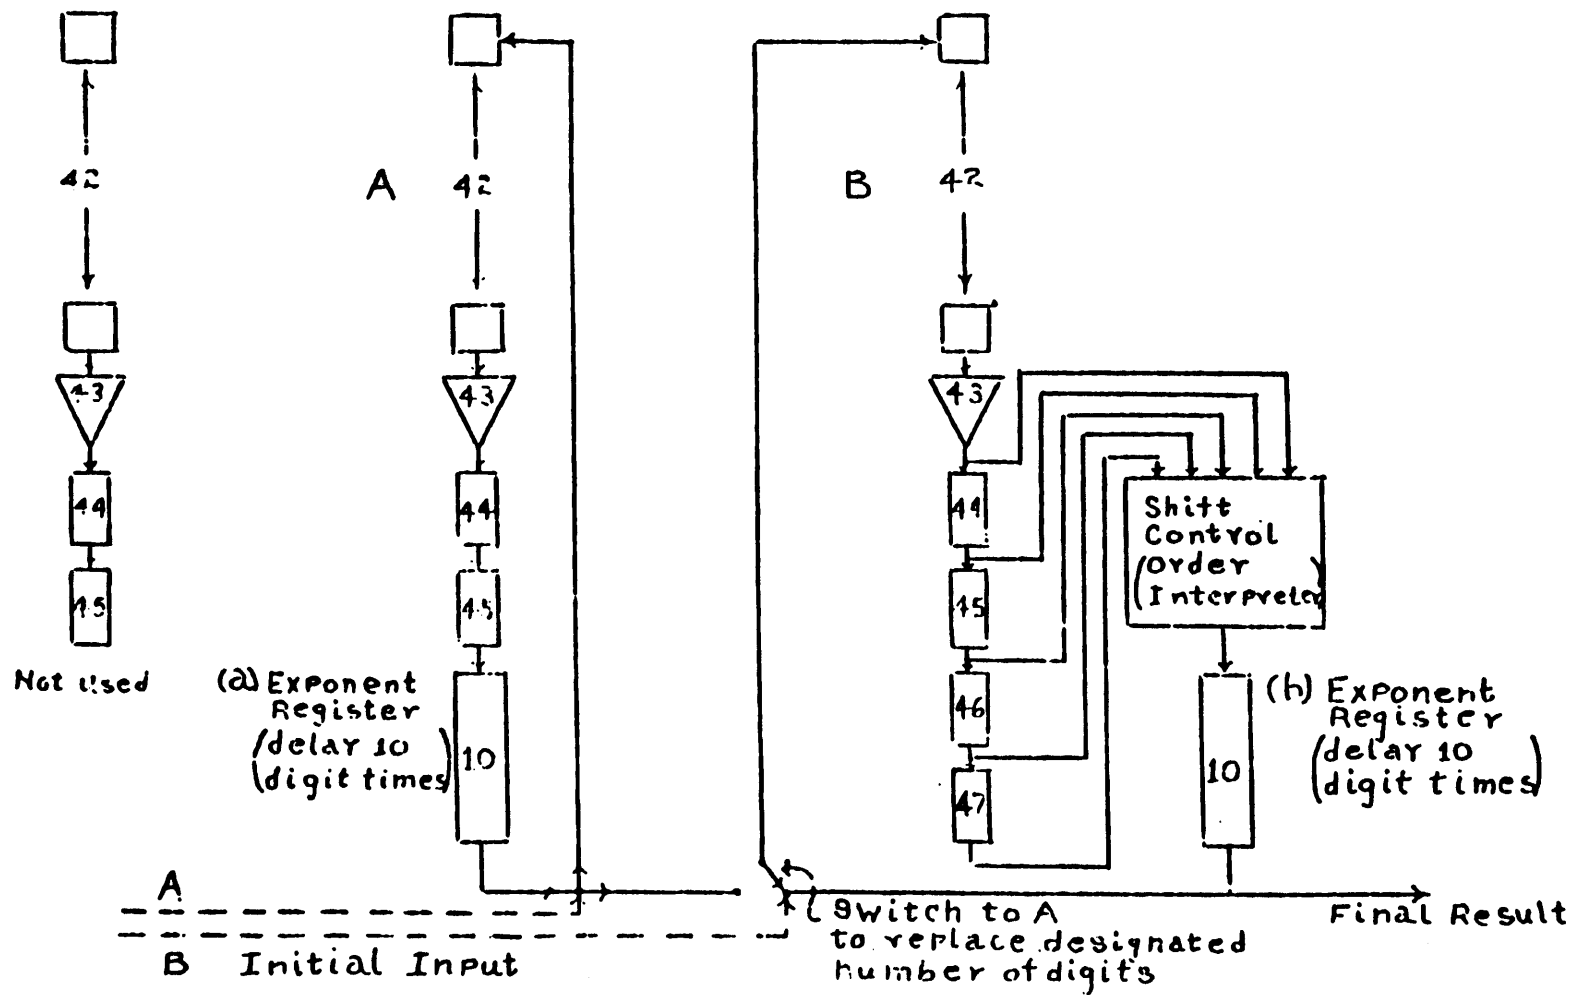 42
A
42
B
42
43
43
43
44
44
44
45
45
45
46
47
10
10
Not Used
(a) Exponent
Register
(delay 10
digit times)
Shift
Control
(Order
Interpreter)
(b) Exponent
Register
(delay 10
digit times)
A
B Initial Input
Switch to A
to replace designated
number of digits
Final Result